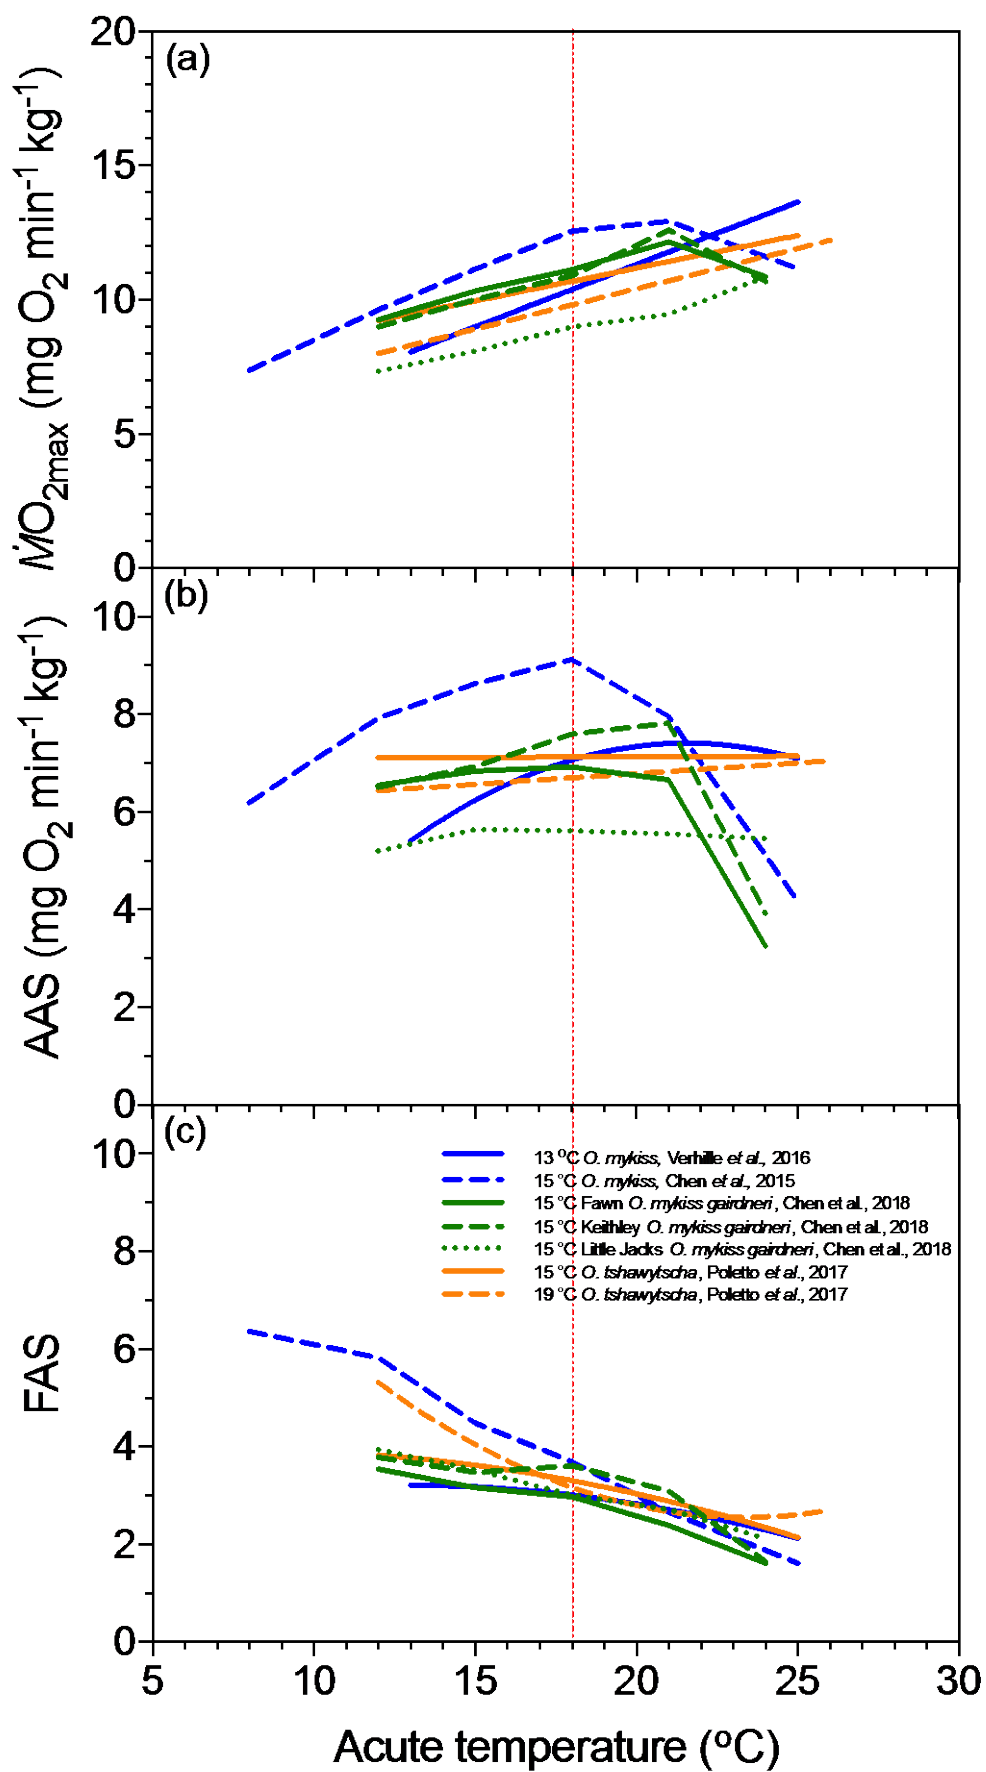 (a)
20
15
10
5
0
ṀO2max (mg O2 min-1 kg-1)
(b)
10
8
6
4
2
0
AAS (mg O2 min-1 kg-1)
(c)
10
8
6
4
2
0
FAS
13 °C O. mykiss, Verhille et al., 2016
15 °C O. mykiss, Chen et al., 2015
15 °C Fawn O. mykiss gairdneri, Chen et al., 2018
15 °C Keithley O. mykiss gairdneri, Chen et al., 2018
15 °C Little Jacks O. mykiss gairdneri, Chen et al., 2018
15 °C O. tshawytscha, Poletto et al., 2017
19 °C O. tshawytscha, Poletto et al., 2017
5 10 15 20 25 30
Acute temperature (°C)